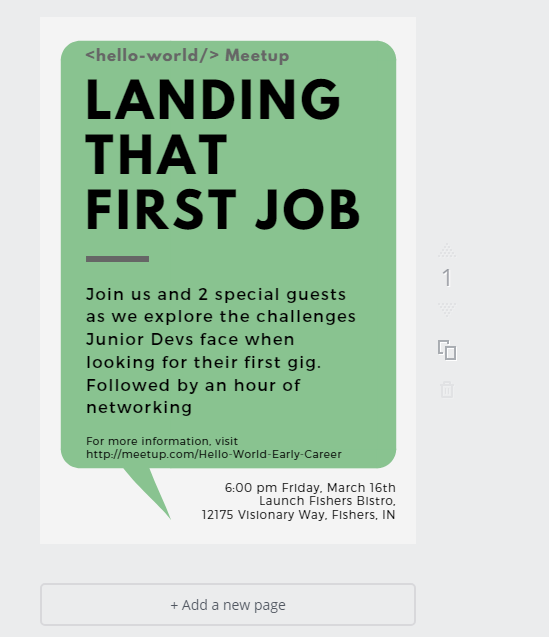 <hello-world/> Meetup
LANDING
THAT
FIRST JOB
Join us and 2 special guests
as we explore the challenges
Junior Devs face when
looking for their first gig.
Followed by an hour of
networking
For more information, visit
http://meetup.com/Hello-World-Early-Career
6:00 pm Friday, March 16th
Launch Fishers Bistro,
12175 Visionary Way, Fishers, IN
1
+ Add a new page